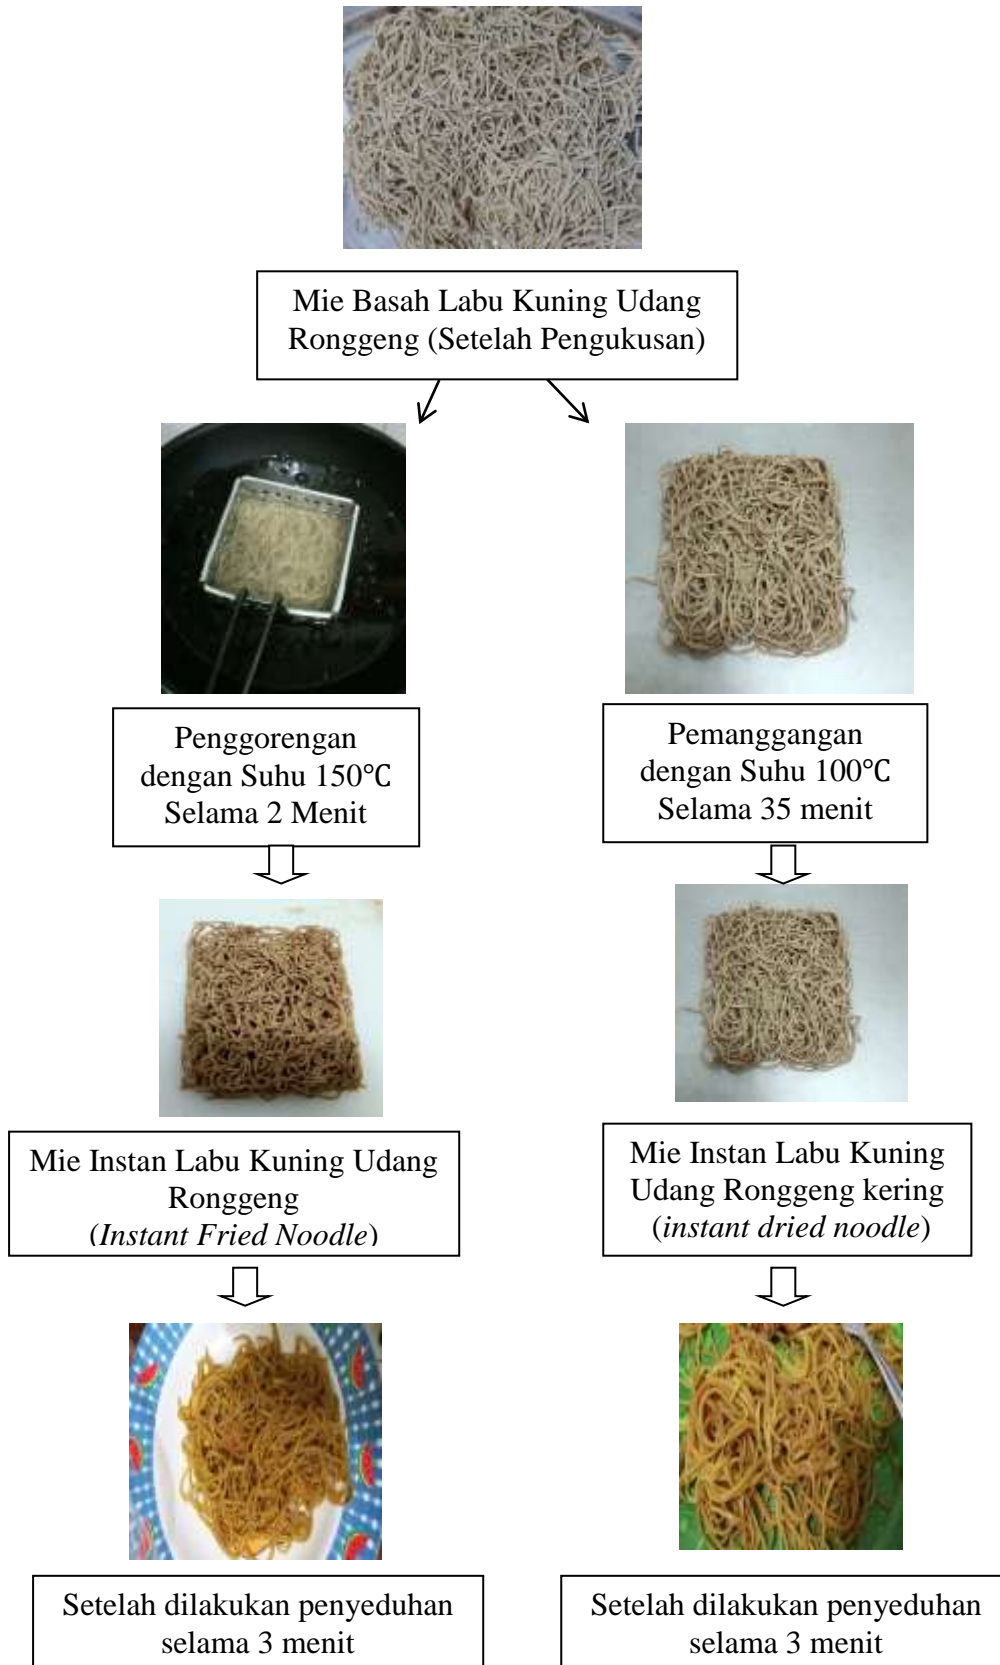 Mie Basah Labu Kuning Udang
Ronggeng (Setelah Pengukusan)
Penggorengan
dengan Suhu 150°C
Selama 2 Menit
Pemanggangan
dengan Suhu 100°C
Selama 35 menit
Mie Instan Labu Kuning Udang
Ronggeng
(Instant Fried Noodle)
Mie Instan Labu Kuning
Udang Ronggeng kering
(instant dried noodle)
Setelah dilakukan penyeduhan
selama 3 menit
Setelah dilakukan penyeduhan
selama 3 menit